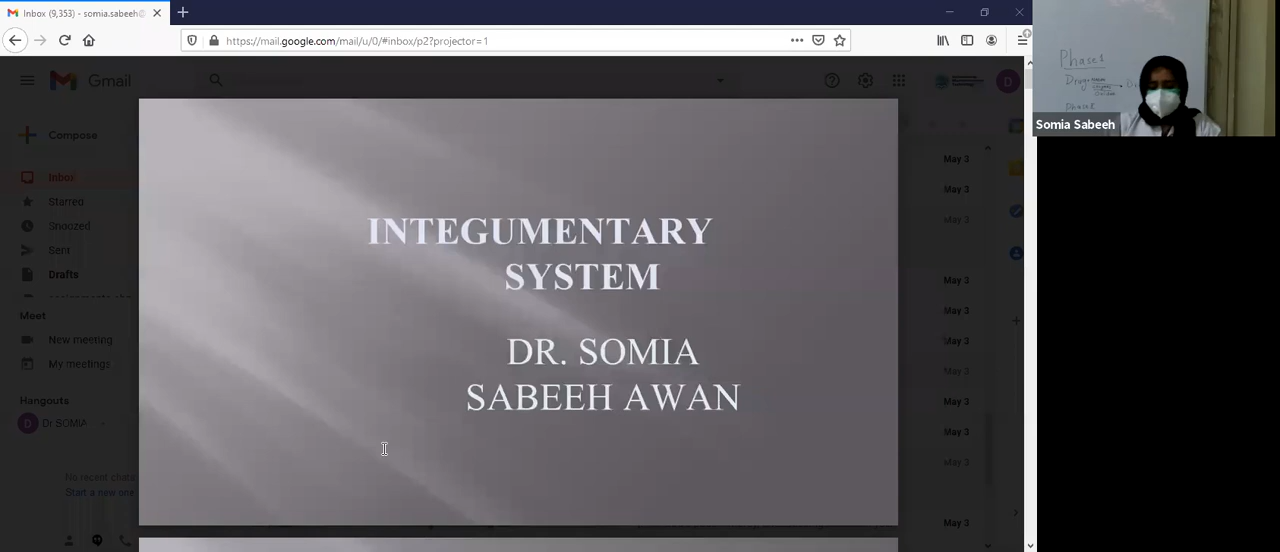 Inbox (9,353) - somia.sabeeh@
https://mail.google.com/mail/u/0/#inbox/p2?projector=1
Gmail
D
Compose
Inbox
Starred
Snoozed
Sent
Drafts
Meet
New meeting
My meetings
Hangouts
D Dr SOMIA
No recent chats
Start a new one
INTEGUMENTARY
SYSTEM
DR. SOMIA
SABEEH AWAN
May 3
May 3
May 3
May 3
May 3
May 3
May 3
May 3
May 3
May 3
May 3
Phase
Drug
Somia Sabeeh